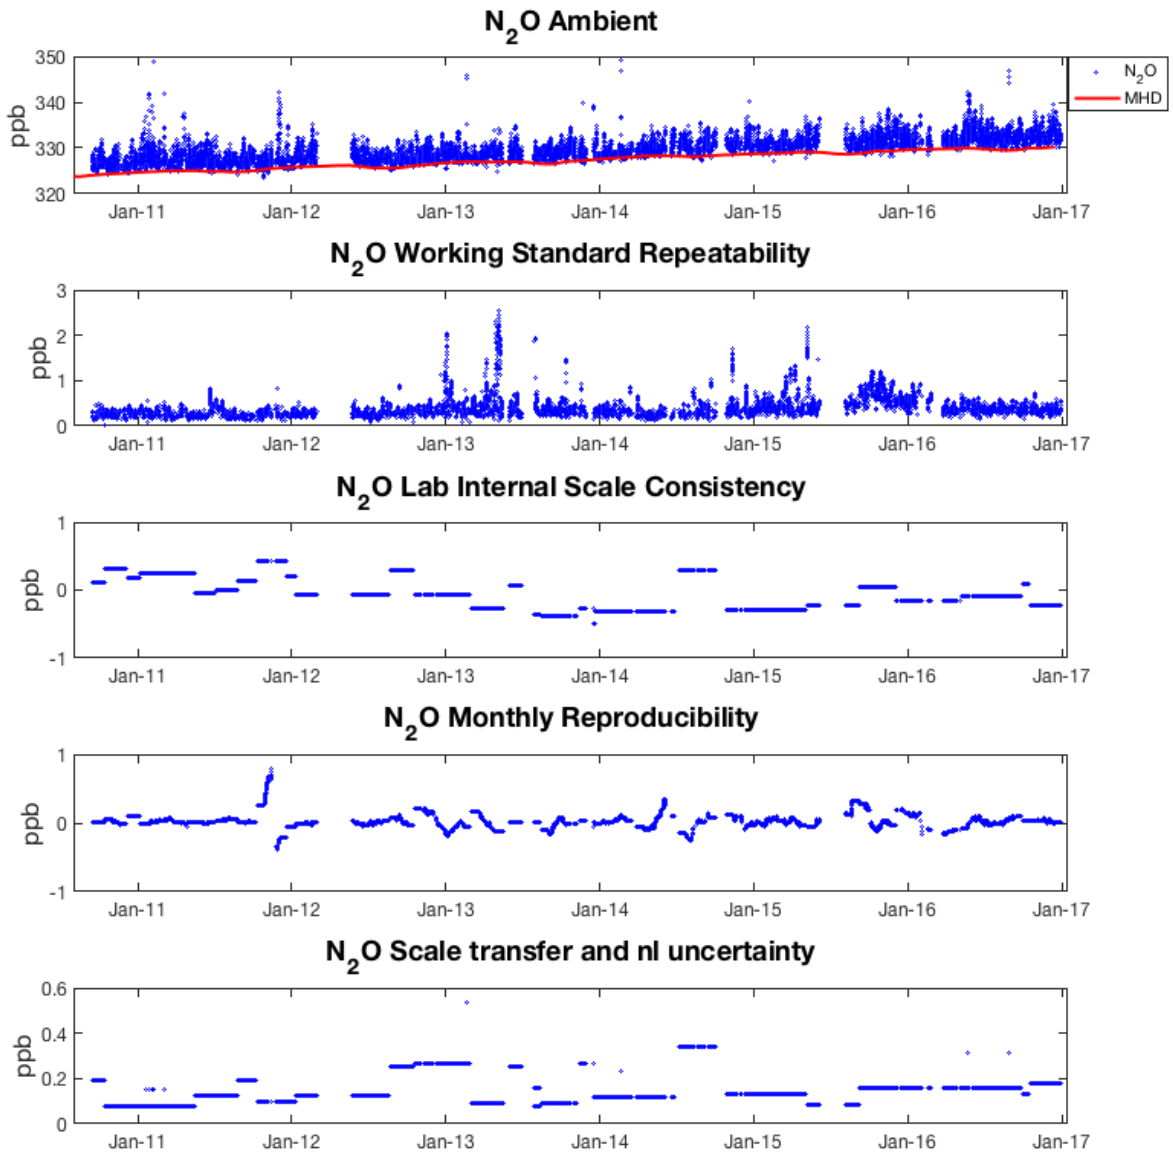 N2O Ambient
350
340
330
320
ppb
N2O
MHD
Jan-11 Jan-12 Jan-13 Jan-14 Jan-15 Jan-16 Jan-17
N2O Working Standard Repeatability
3
2
1
0
ppb
Jan-11 Jan-12 Jan-13 Jan-14 Jan-15 Jan-16 Jan-17
N2O Lab Internal Scale Consistency
1
0
-1
ppb
Jan-11 Jan-12 Jan-13 Jan-14 Jan-15 Jan-16 Jan-17
N2O Monthly Reproducibility
1
0
-1
ppb
Jan-11 Jan-12 Jan-13 Jan-14 Jan-15 Jan-16 Jan-17
N2O Scale transfer and nl uncertainty
0.6
0.4
0.2
0
ppb
Jan-11 Jan-12 Jan-13 Jan-14 Jan-15 Jan-16 Jan-17